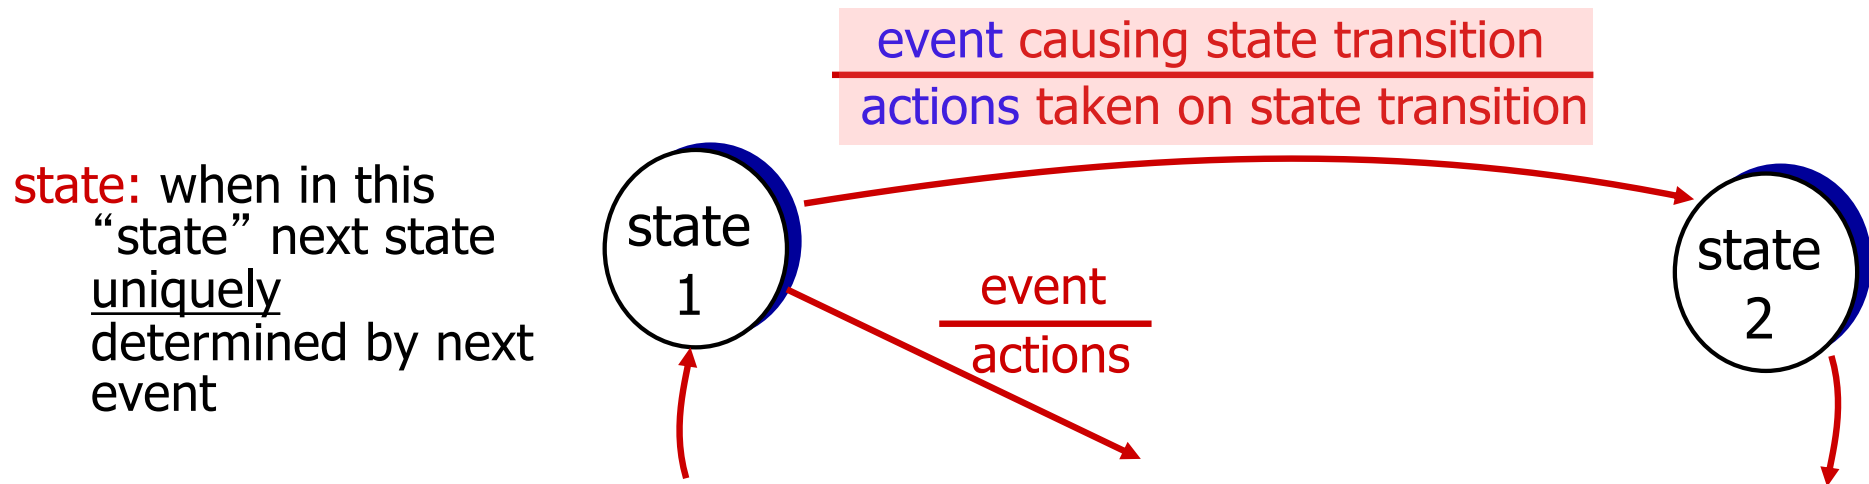 event causing state transition
actions taken on state transition
state: when in this
“state” next state
uniquely
determined by next
event
state
1
event
actions
state
2